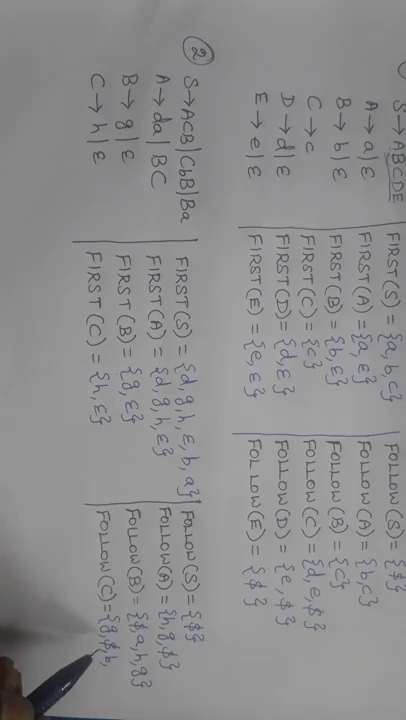 S→ABCDE
A→a|ε
B→b|ε
C→c
D→d|ε
E→e|ε
FIRST(S) = {a,b,c}
FIRST(A) = {a,ε}
FIRST(B) = {b,ε}
FIRST(C) = {c}
FIRST(D) = {d,ε}
FIRST(E) = {e,ε}
FOLLOW(S) = {$}
FOLLOW(A) = {b,c}
FOLLOW(B) = {c}
FOLLOW(C) = {d,e,$}
FOLLOW(D) = {e,$}
FOLLOW(E) = {$}
② S→ACB|CbB|Ba
A→da|BC
B→g|ε
C→h|ε
FIRST(S) = {d,g,h,ε,b,a}
FIRST(A) = {d,g,h,ε}
FIRST(B) = {g,ε}
FIRST(C) = {h,ε}
FOLLOW(S) = {$}
FOLLOW(A) = {h,g,$}
FOLLOW(B) = {$,a,h,g}
FOLLOW(C) = {g,$,b,